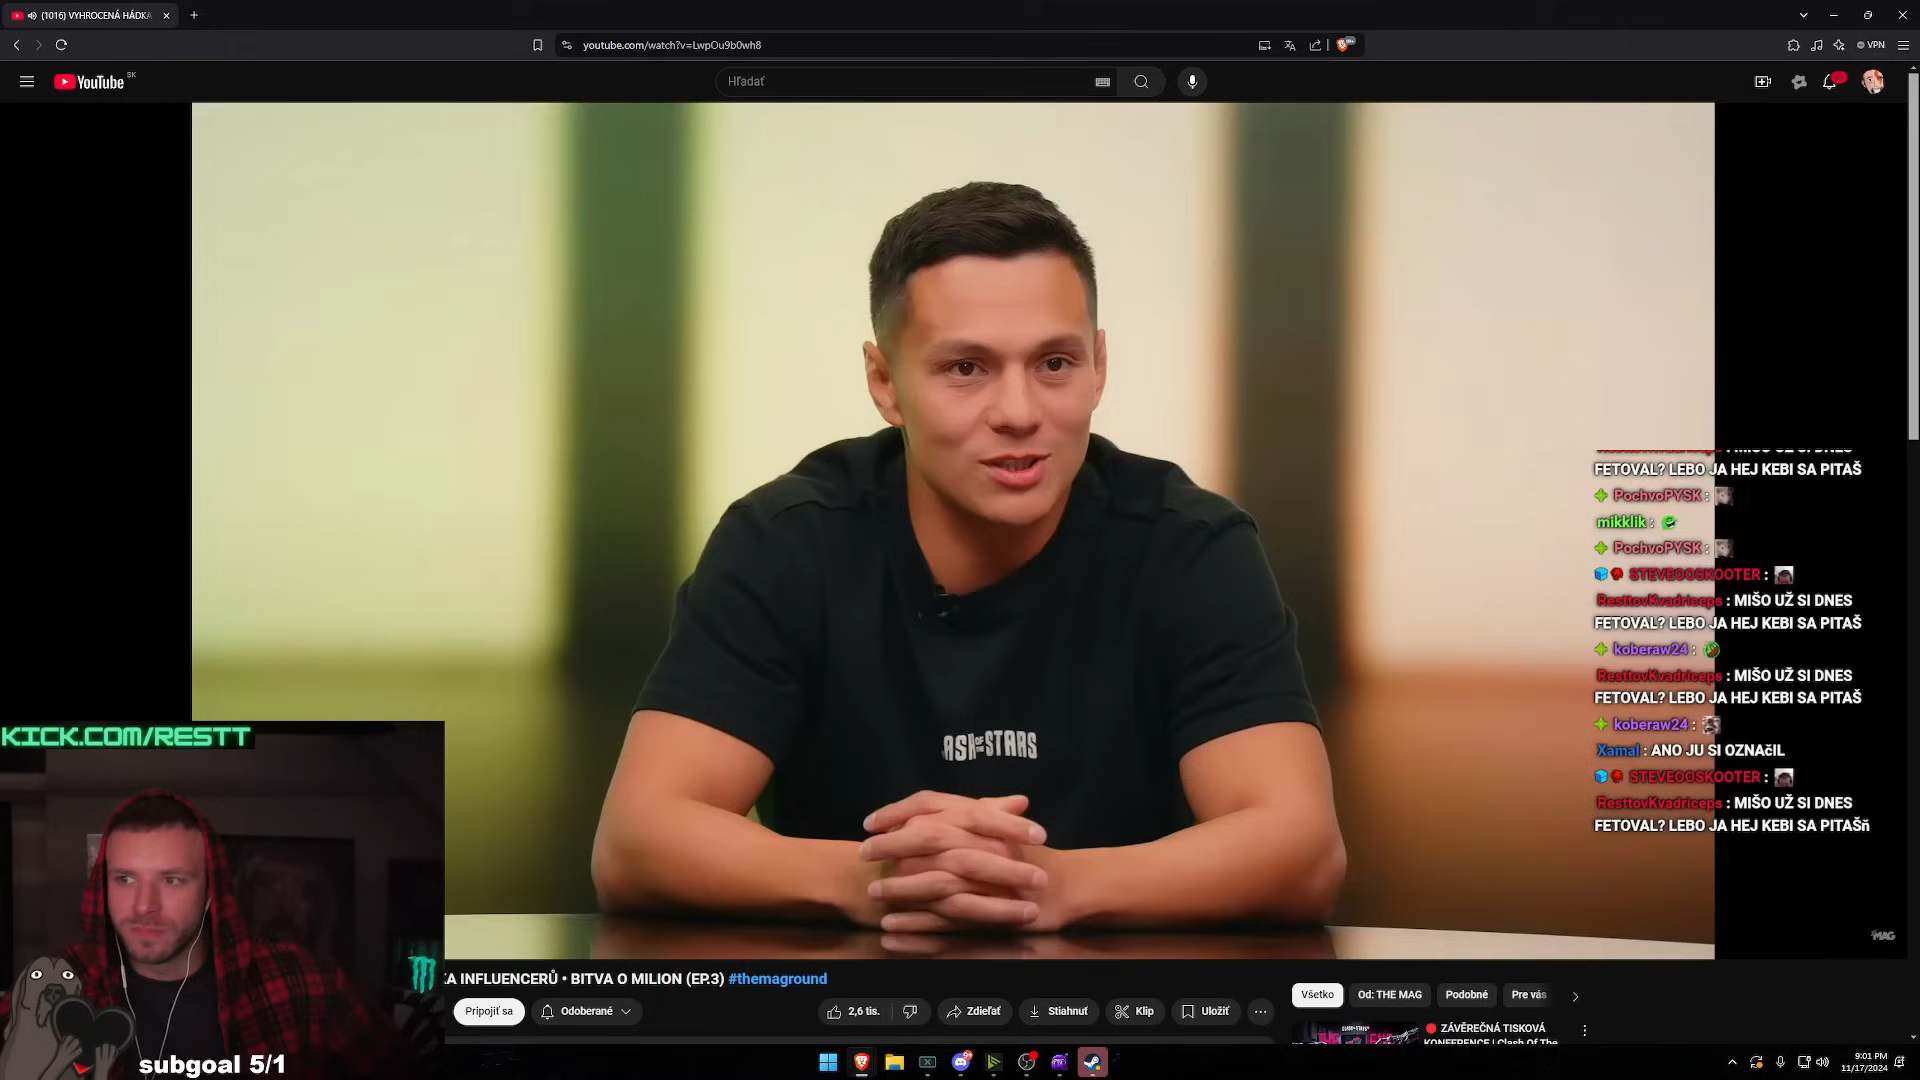 (1016) VYHROCENÁ HÁDKA
youtube.com/watch?v=LwpOu9b0wh8
VPN
YouTube SK
Hľadať
ASH OF STARS
FETOVAL? LEBO JA HEJ KEBI SA PITAŠ
PochvoPYSK :
mikklik :
PochvoPYSK :
STEVEOOSKOOTER :
ResttovKvadriceps : MIŠO UŽ SI DNES
FETOVAL? LEBO JA HEJ KEBI SA PITAŠ
koberaw24 :
ResttovKvadriceps : MIŠO UŽ SI DNES
FETOVAL? LEBO JA HEJ KEBI SA PITAŠ
koberaw24 :
Xamal : ANO JU SI OZNAčIL
STEVEOOSKOOTER :
ResttovKvadriceps : MIŠO UŽ SI DNES
FETOVAL? LEBO JA HEJ KEBI SA PITAŠň
MAG
KICK.COM/RESTT
subgoal 5/1
KA INFLUENCERŮ • BITVA O MILION (EP.3) #themaground
Pripojiť sa
Odoberané
2,6 tis.
Zdieľať
Stiahnuť
Klip
Uložiť
Všetko
Od: THE MAG
Podobné
Pre vás
ZÁVĚREČNÁ TISKOVÁ
KONFERENCE | Clash Of The
9:01 PM
11/17/2024